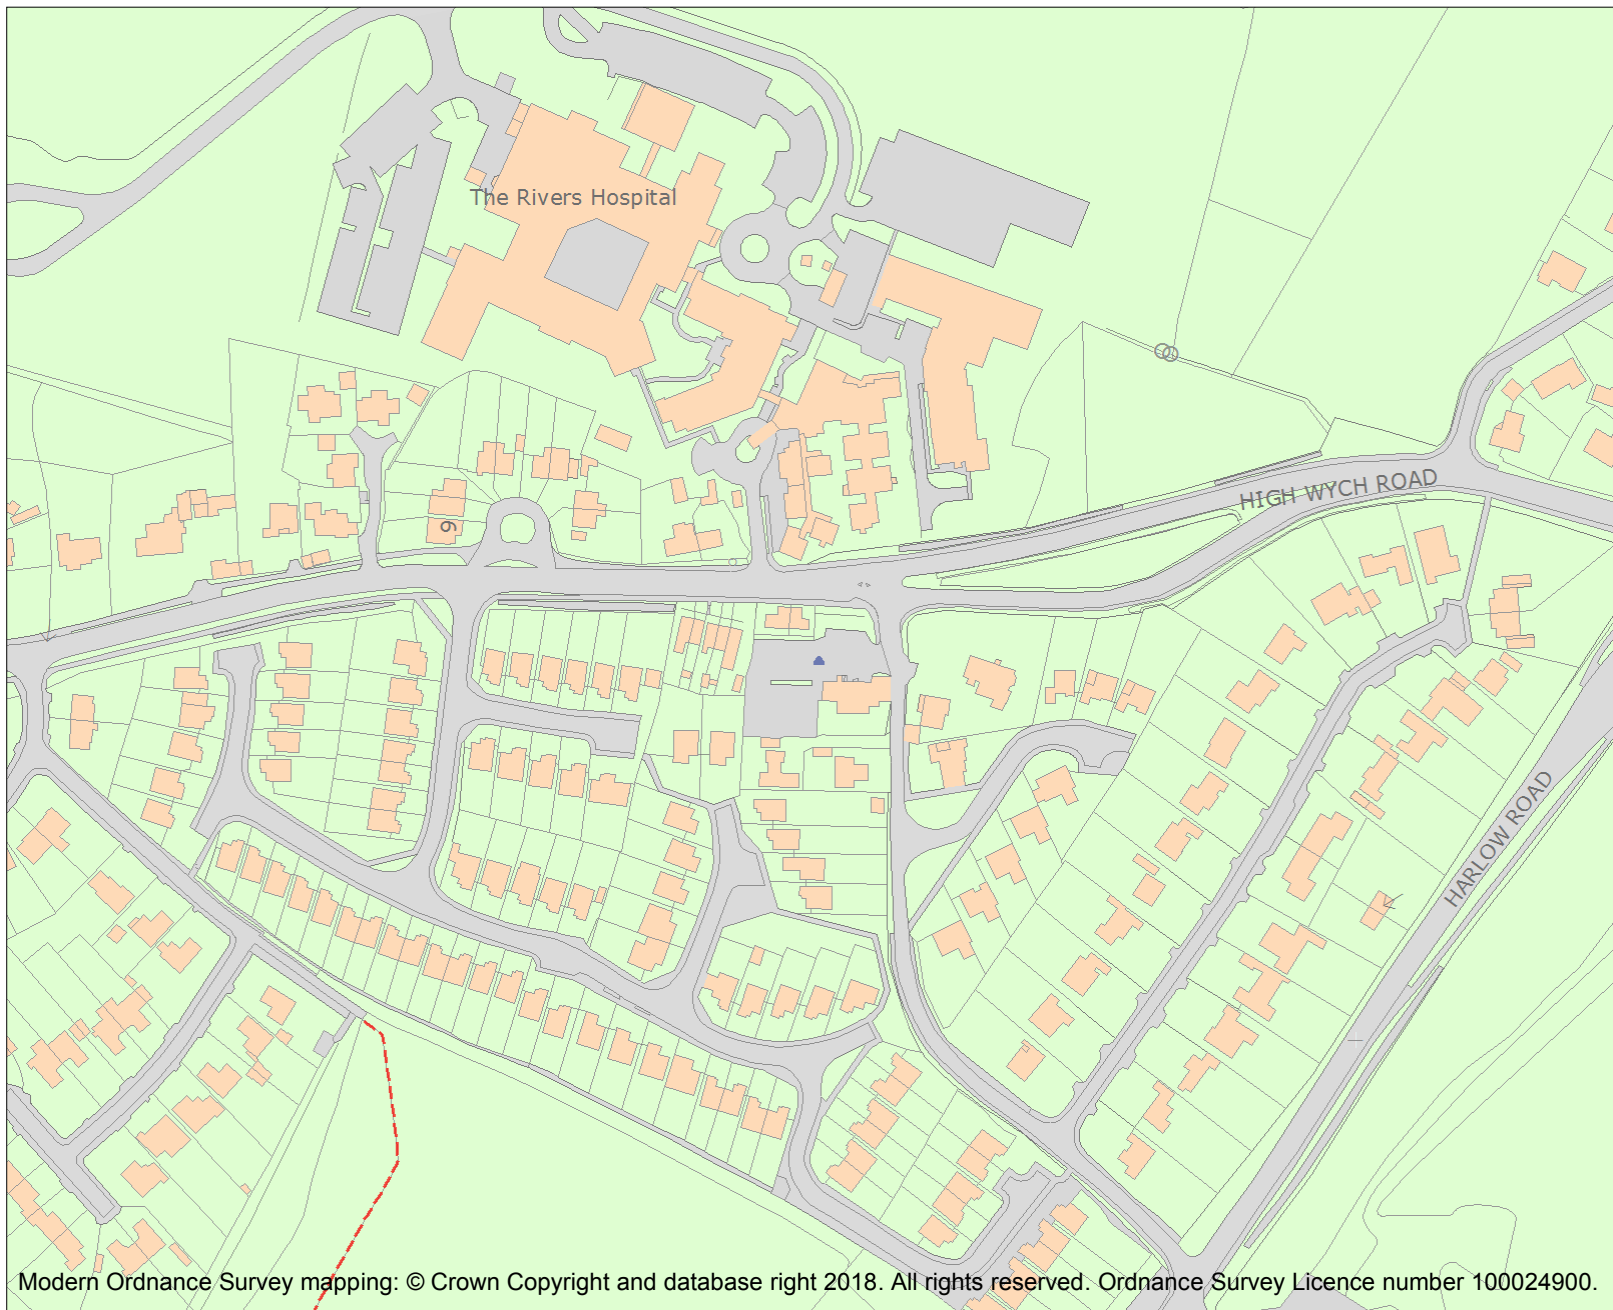 The Rivers Hospital
HIGH WYCH ROAD
9
HARLOW ROAD
Modern Ordnance Survey mapping: © Crown Copyright and database right 2018. All rights reserved. Ordnance Survey Licence number 100024900.